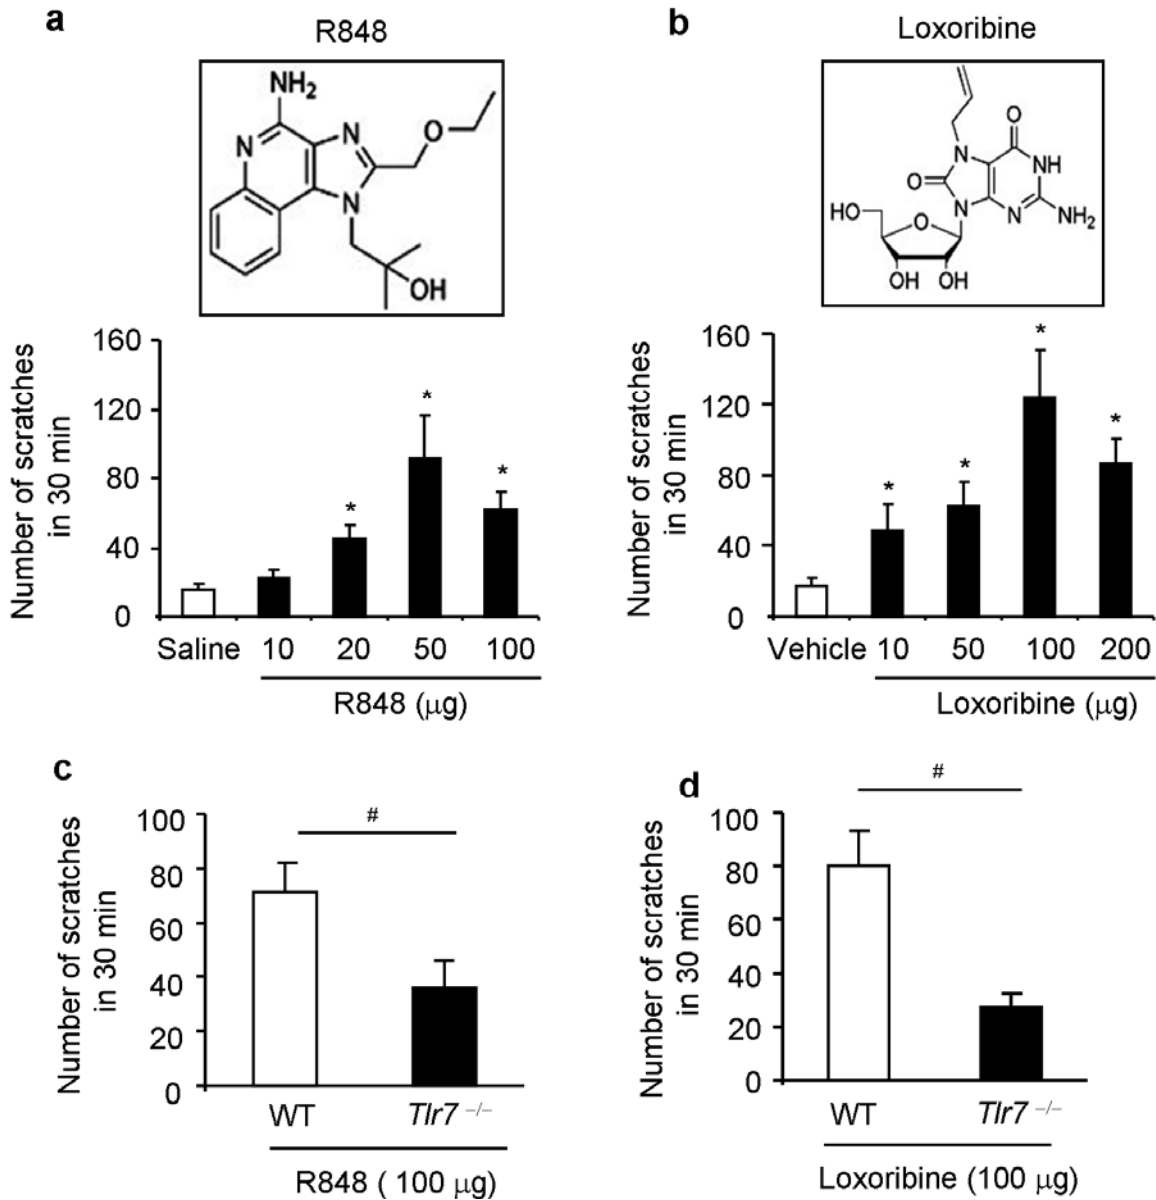 a
R848
NH₂
N
N
O
N
OH
b
Loxoribine
O
N
NH
O
N
N
NH₂
HO
O
OH OH
Number of scratches
in 30 min
160
120
80
40
0
*
*
*
Saline 10 20 50 100
R848 (μg)
Number of scratches
in 30 min
160
120
80
40
0
*
*
*
*
Vehicle 10 50 100 200
Loxoribine (μg)
c
Number of scratches
in 30 min
100
80
60
40
20
0
#
WT Tlr7 –/–
R848 ( 100 μg)
d
Number of scratches
in 30 min
100
80
60
40
20
0
#
WT Tlr7 –/–
Loxoribine (100 μg)